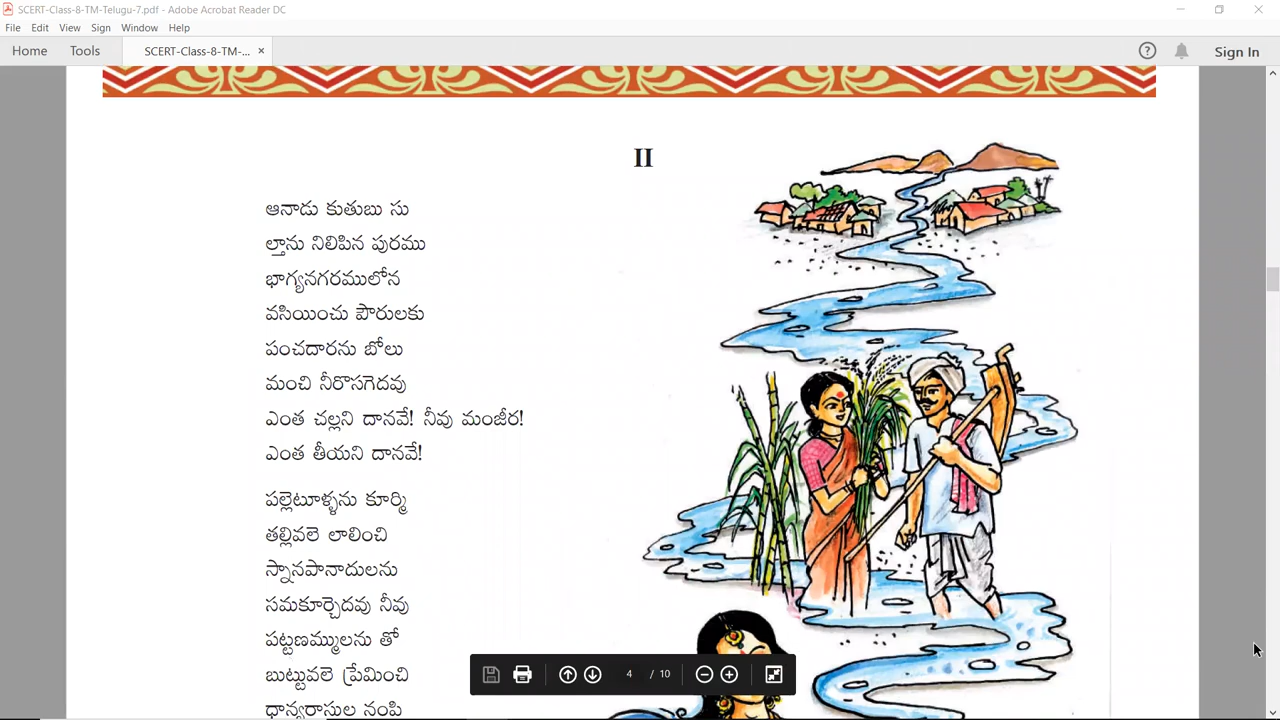 SCERT-Class-8-TM-Telugu-7.pdf - Adobe Acrobat Reader DC
File Edit View Sign Window Help
Home Tools SCERT-Class-8-TM-... × Sign In
II
ఆనాడు కుతుబు సు
ల్తాను నిలిపిన పురము
భాగ్యనగరములోన
వసియించు పౌరులకు
పంచదారను బోలు
మంచి నీరొసగెదవు
ఎంత చల్లని దానవే! నీవు మంజీర!
ఎంత తీయని దానవే!
పల్లెటూళ్ళను కూర్మి
తల్లివలె లాలించి
స్నానపానాదులను
సమకూర్చెదవు నీవు
పట్టణమ్ములను తో
బుట్టువలె ప్రేమించి
ధాన్యరాసుల నంపి
4 / 10